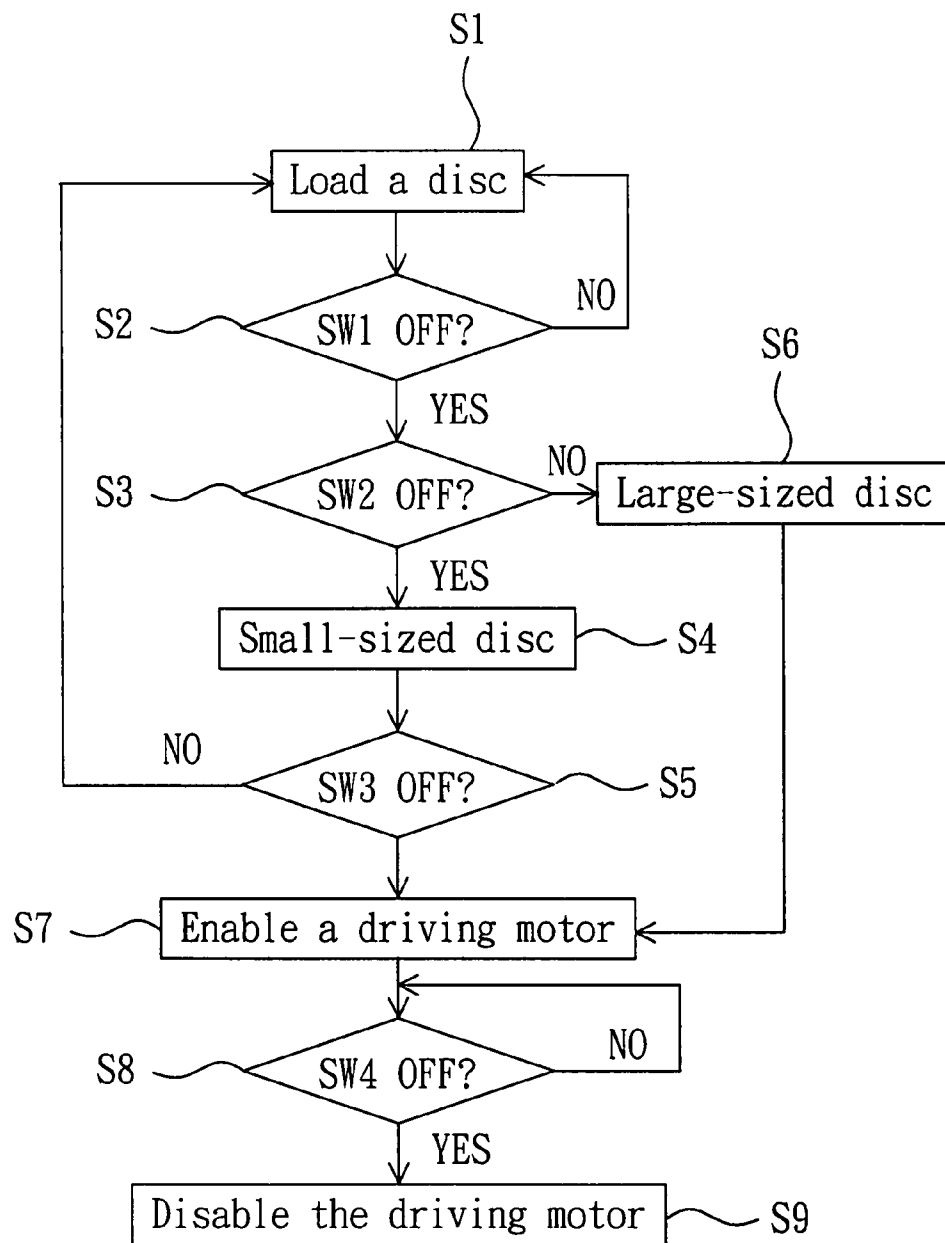 S1
Load a disc
NO
S2
SW1 OFF?
YES
S6
S3
SW2 OFF?
NO
Large-sized disc
YES
Small-sized disc
S4
NO
SW3 OFF?
S5
S7
Enable a driving motor
S8
SW4 OFF?
NO
YES
Disable the driving motor
S9